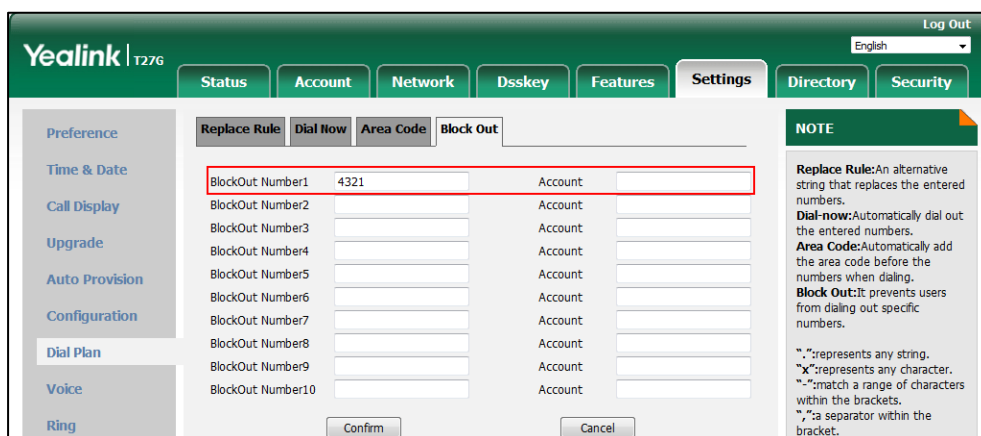 Log Out
Yealink | T27G
English
Status Account Network Dsskey Features Settings Directory Security
Preference
Time & Date
Call Display
Upgrade
Auto Provision
Configuration
Dial Plan
Voice
Ring
Replace Rule Dial Now Area Code Block Out
BlockOut Number1 4321 Account
BlockOut Number2 Account
BlockOut Number3 Account
BlockOut Number4 Account
BlockOut Number5 Account
BlockOut Number6 Account
BlockOut Number7 Account
BlockOut Number8 Account
BlockOut Number9 Account
BlockOut Number10 Account
Confirm Cancel
NOTE
Replace Rule:An alternative
string that replaces the entered
numbers.
Dial-now:Automatically dial out
the entered numbers.
Area Code:Automatically add
the area code before the
numbers when dialing.
Block Out:It prevents users
from dialing out specific
numbers.
".":represents any string.
"x":represents any character.
"-":match a range of characters
within the brackets.
",":a separator within the
bracket.